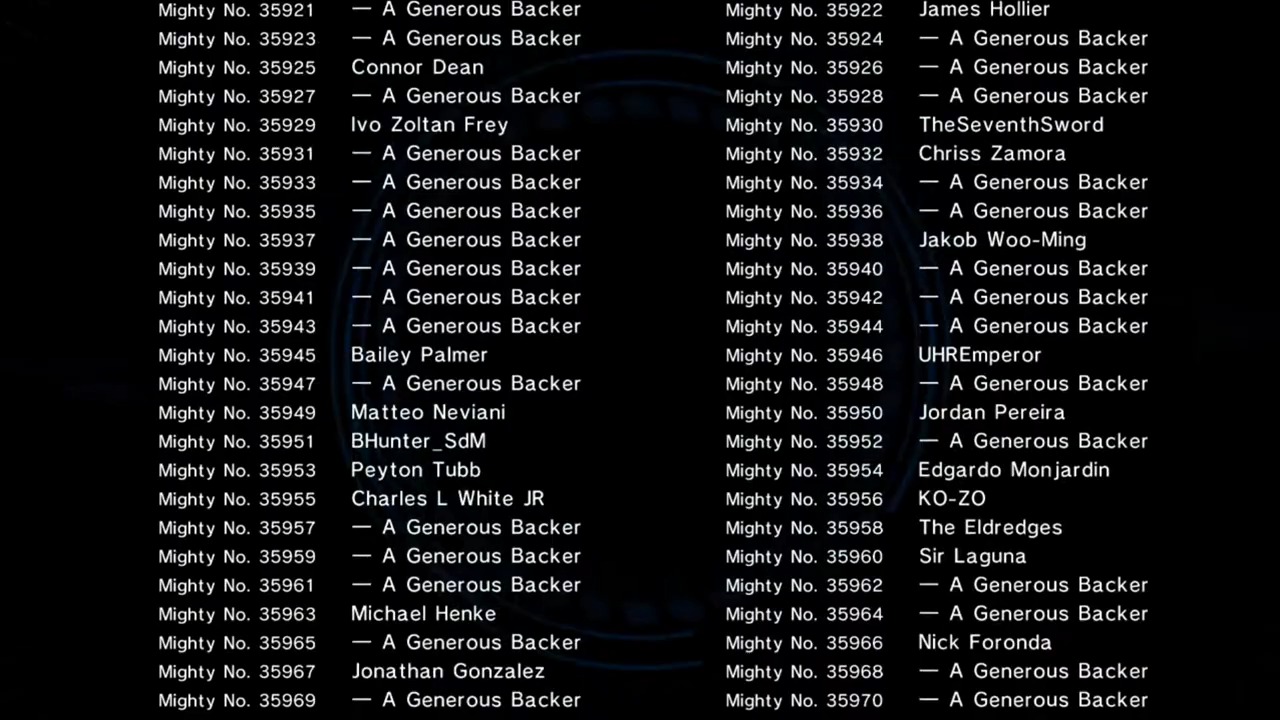 Mighty No. 35921 — A Generous Backer Mighty No. 35922 James Hollier
Mighty No. 35923 — A Generous Backer Mighty No. 35924 — A Generous Backer
Mighty No. 35925 Connor Dean Mighty No. 35926 — A Generous Backer
Mighty No. 35927 — A Generous Backer Mighty No. 35928 — A Generous Backer
Mighty No. 35929 Ivo Zoltan Frey Mighty No. 35930 TheSeventhSword
Mighty No. 35931 — A Generous Backer Mighty No. 35932 Chriss Zamora
Mighty No. 35933 — A Generous Backer Mighty No. 35934 — A Generous Backer
Mighty No. 35935 — A Generous Backer Mighty No. 35936 — A Generous Backer
Mighty No. 35937 — A Generous Backer Mighty No. 35938 Jakob Woo-Ming
Mighty No. 35939 — A Generous Backer Mighty No. 35940 — A Generous Backer
Mighty No. 35941 — A Generous Backer Mighty No. 35942 — A Generous Backer
Mighty No. 35943 — A Generous Backer Mighty No. 35944 — A Generous Backer
Mighty No. 35945 Bailey Palmer Mighty No. 35946 UHREmperor
Mighty No. 35947 — A Generous Backer Mighty No. 35948 — A Generous Backer
Mighty No. 35949 Matteo Neviani Mighty No. 35950 Jordan Pereira
Mighty No. 35951 BHunter_SdM Mighty No. 35952 — A Generous Backer
Mighty No. 35953 Peyton Tubb Mighty No. 35954 Edgardo Monjardin
Mighty No. 35955 Charles L White JR Mighty No. 35956 KO-ZO
Mighty No. 35957 — A Generous Backer Mighty No. 35958 The Eldredges
Mighty No. 35959 — A Generous Backer Mighty No. 35960 Sir Laguna
Mighty No. 35961 — A Generous Backer Mighty No. 35962 — A Generous Backer
Mighty No. 35963 Michael Henke Mighty No. 35964 — A Generous Backer
Mighty No. 35965 — A Generous Backer Mighty No. 35966 Nick Foronda
Mighty No. 35967 Jonathan Gonzalez Mighty No. 35968 — A Generous Backer
Mighty No. 35969 — A Generous Backer Mighty No. 35970 — A Generous Backer